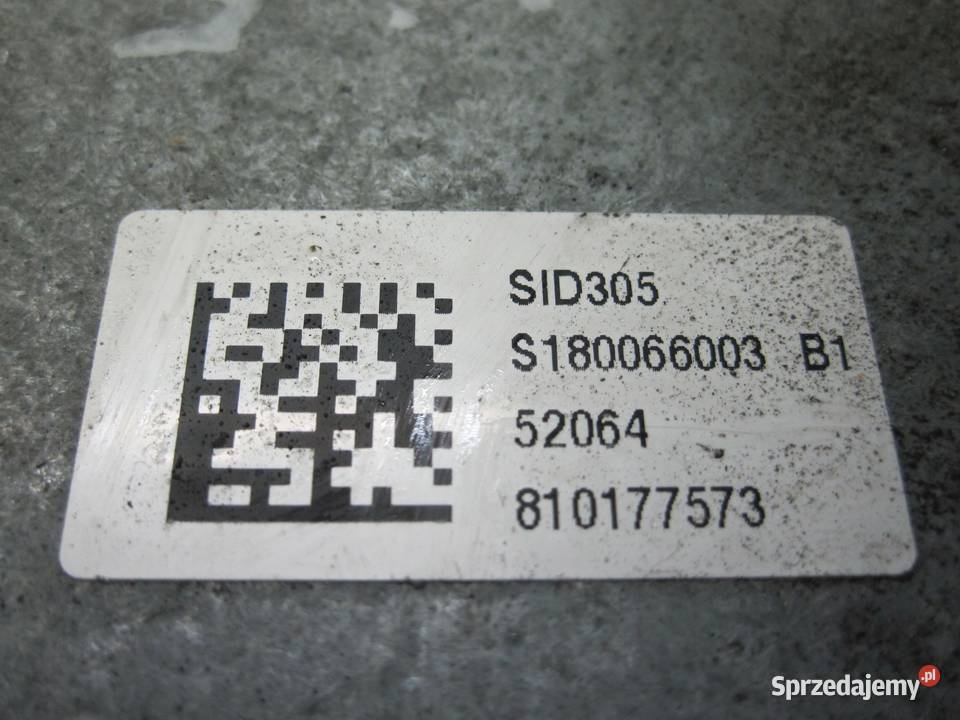 SID305
S180066003 B1
52064
810177573
Sprzedajemy.pl